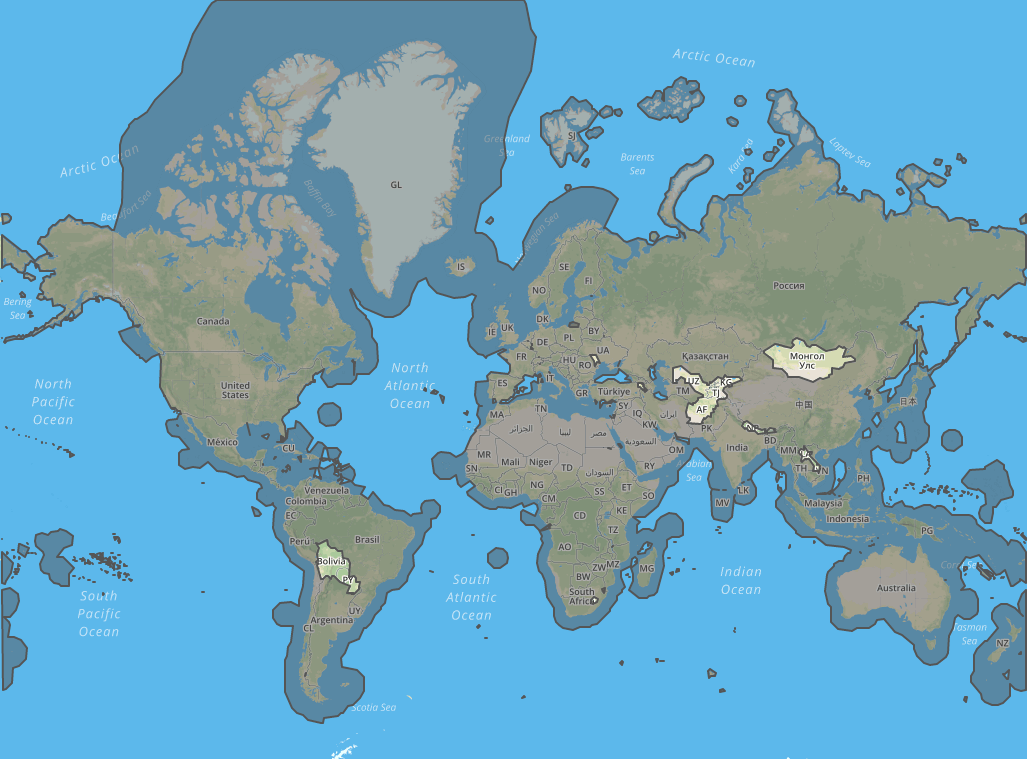 Arctic Ocean
Arctic Ocean
Greenland
Sea
Barents
Sea
Kara Sea
Laptev Sea
SJ
GL
Baffin Bay
Beaufort Sea
Norwegian Sea
IS
SE
FI
NO
Россия
Bering
Sea
Canada
DK
IE
UK
BY
PL
DE
UA
FR
HU
RO
Қазақстан
Монгол
Улс
North
Pacific
Ocean
North
Atlantic
Ocean
United
States
ES
IT
GR
Türkiye
UZ
KG
TM
TJ
AF
中国
日本
MA
TN
SY
IQ
ایران
KW
PK
الجزائر
ليبيا
مصر
السعودية
México
CU
MR
Mali
Niger
TD
السودان
RY
OM
Arabian
Sea
India
BD
MM
TH
VN
PH
SN
CI
GH
NG
CM
SS
ET
SO
MV
LK
Venezuela
Colombia
EC
Malaysia
Indonesia
PG
CD
KE
TZ
Perú
Brasil
Bolivia
PY
AO
ZW
MZ
MG
BW
South
Africa
Indian
Ocean
Australia
Coral Sea
South
Pacific
Ocean
South
Atlantic
Ocean
UY
Argentina
CL
Tasman
Sea
NZ
Scotia Sea